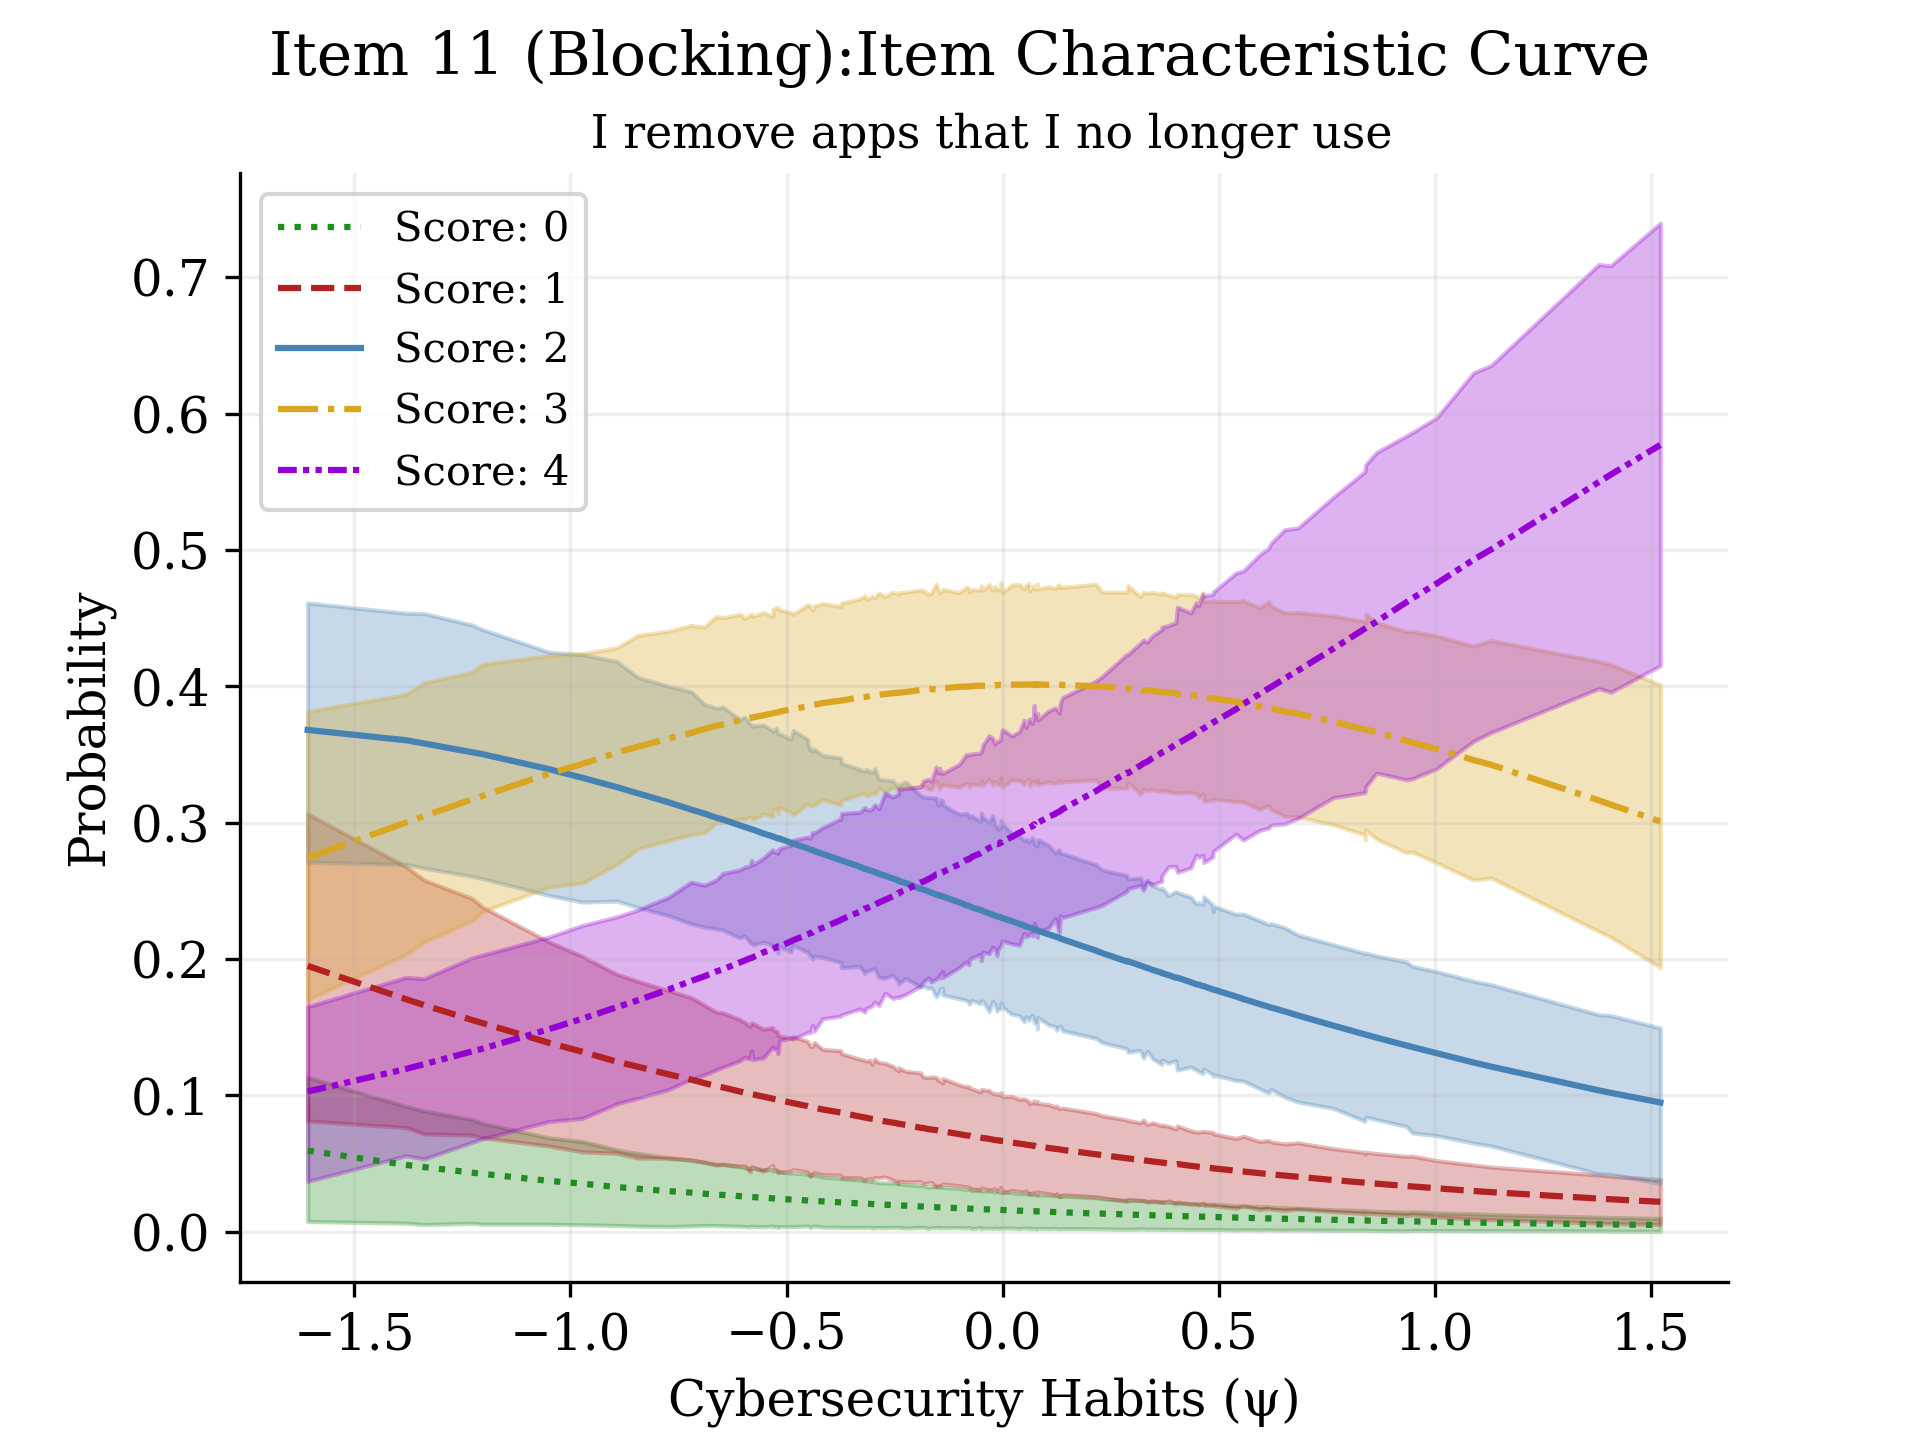 Item 11 (Blocking):Item Characteristic Curve
I remove apps that I no longer use
Score: 0
Score: 1
Score: 2
Score: 3
Score: 4
0.7
0.6
0.5
0.4
0.3
0.2
0.1
0.0
Probability
−1.5 −1.0 −0.5 0.0 0.5 1.0 1.5
Cybersecurity Habits (ψ)